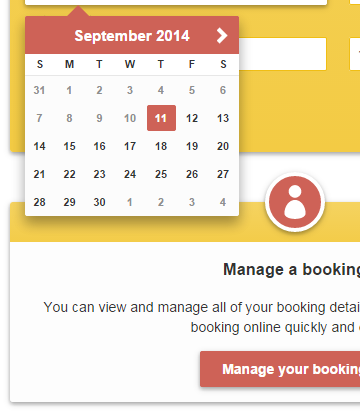 September 2014
S M T W T F S
31 1 2 3 4 5 6
7 8 9 10 11 12 13
14 15 16 17 18 19 20
21 22 23 24 25 26 27
28 29 30 1 2 3 4
Manage a booking
You can view and manage all of your booking
booking online quickly and
Manage your booking